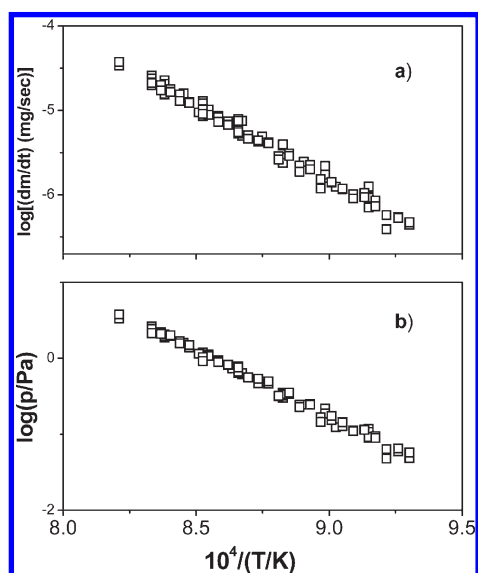 -4
a)
-5
-6
log[(dm/dt) (mg/sec)]
b)
0
-2
log(p/Pa)
8.0 8.5 9.0 9.5
10⁴/(T/K)